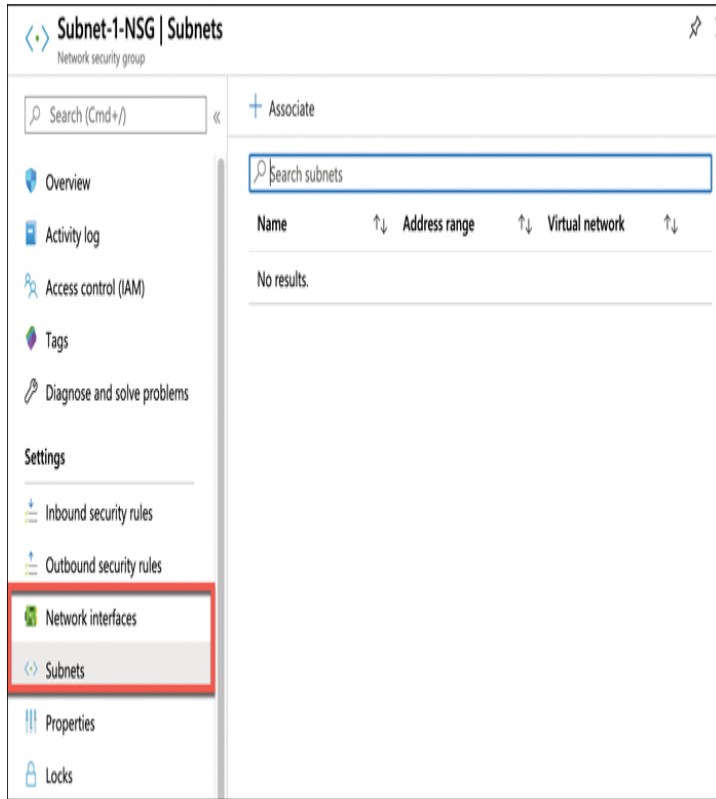 Subnet-1-NSG | Subnets
Network security group
Search (Cmd+/)
«
Overview
Activity log
Access control (IAM)
Tags
Diagnose and solve problems
Settings
Inbound security rules
Outbound security rules
Network interfaces
Subnets
Properties
Locks
+ Associate
Search subnets
Name ↑↓ Address range ↑↓ Virtual network ↑↓
No results.